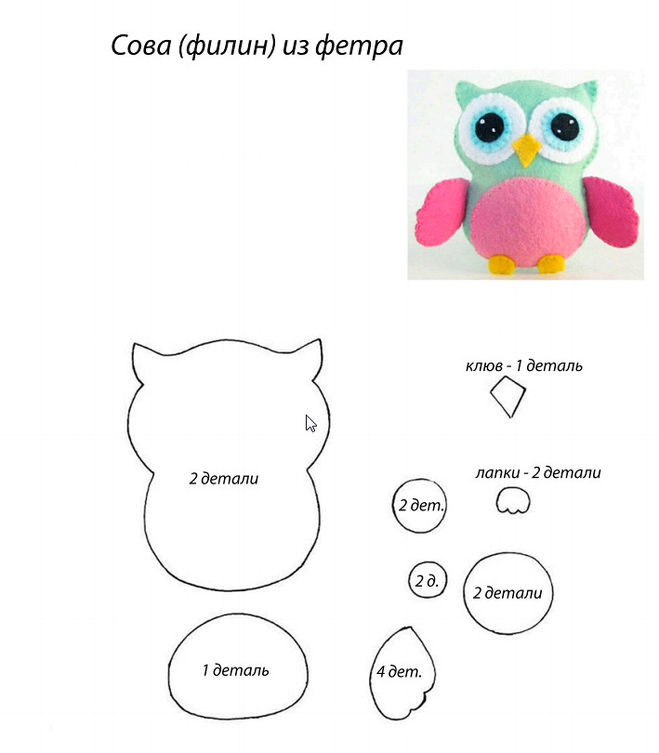 Сова (филин) из фетра
клюв - 1 деталь
2 детали
лапки - 2 детали
2 дет.
2 д.
2 детали
1 деталь
4 дет.